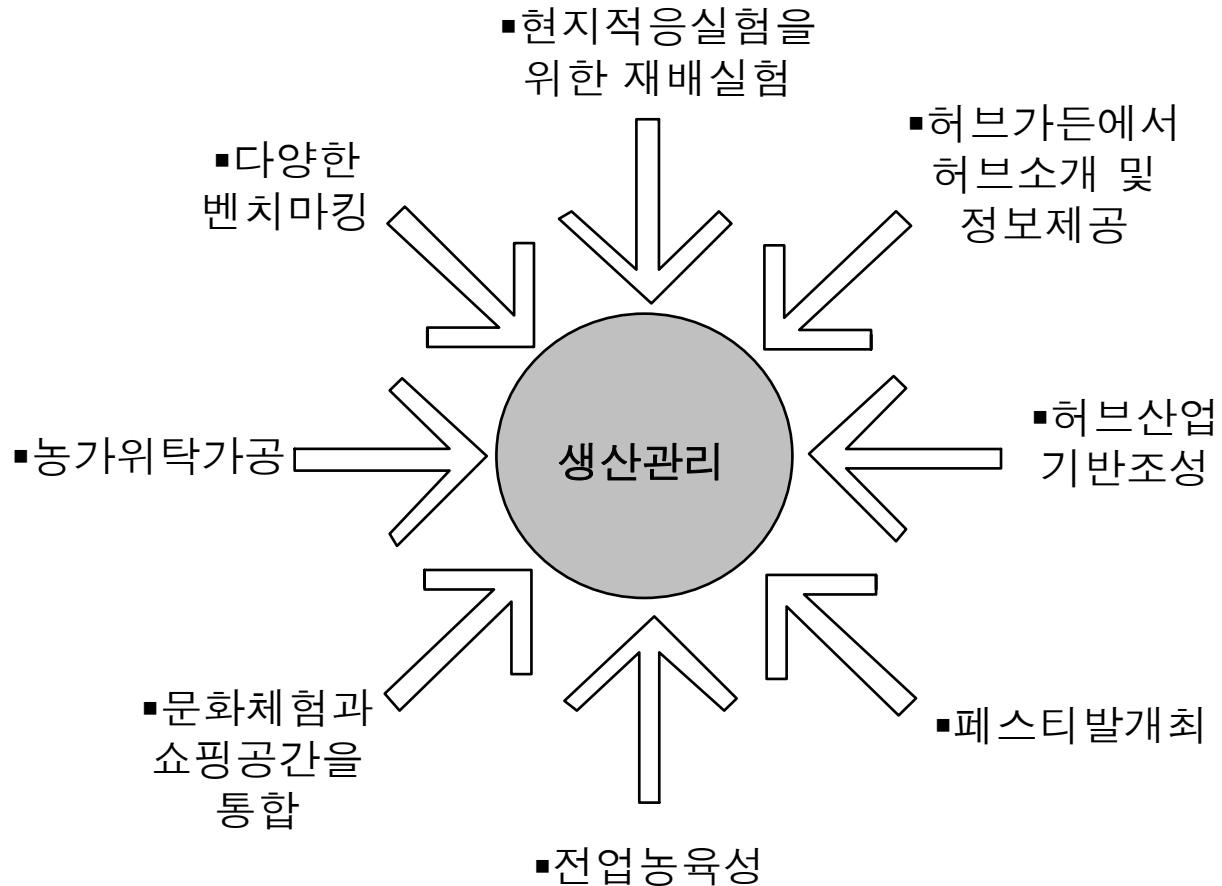 ▪현지적응실험을
위한 재배실험
▪허브가든에서
허브소개 및
정보제공
▪다양한
벤치마킹
▪허브산업
기반조성
▪농가위탁가공
생산관리
▪문화체험과
쇼핑공간을
통합
▪페스티발개최
▪전업농육성